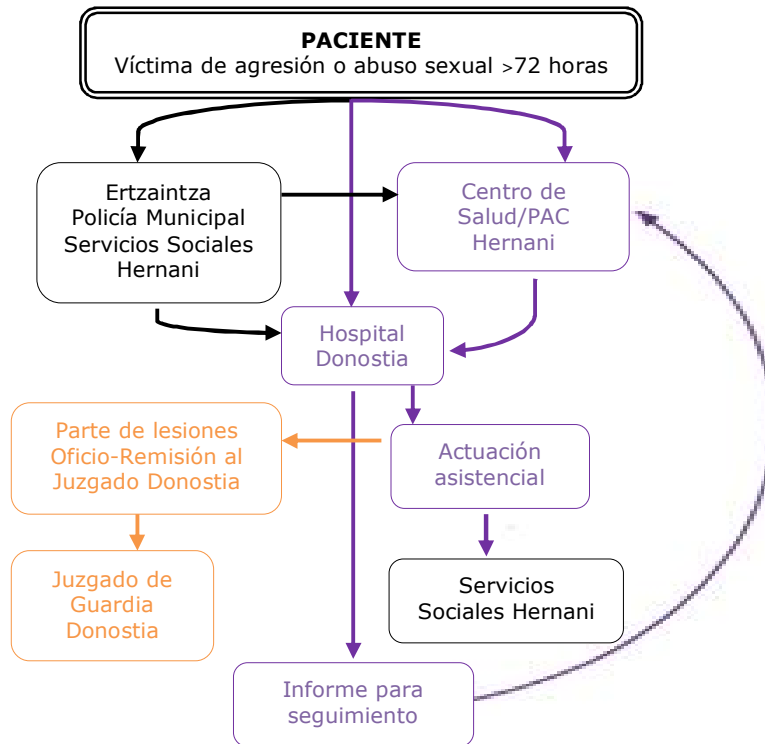 PACIENTE
Víctima de agresión o abuso sexual >72 horas
Ertzaintza
Policía Municipal
Servicios Sociales
Hernani
Centro de
Salud/PAC
Hernani
Hospital
Donostia
Parte de lesiones
Oficio-Remisión al
Juzgado Donostia
Actuación
asistencial
Juzgado de
Guardia
Donostia
Servicios
Sociales Hernani
Informe para
seguimiento